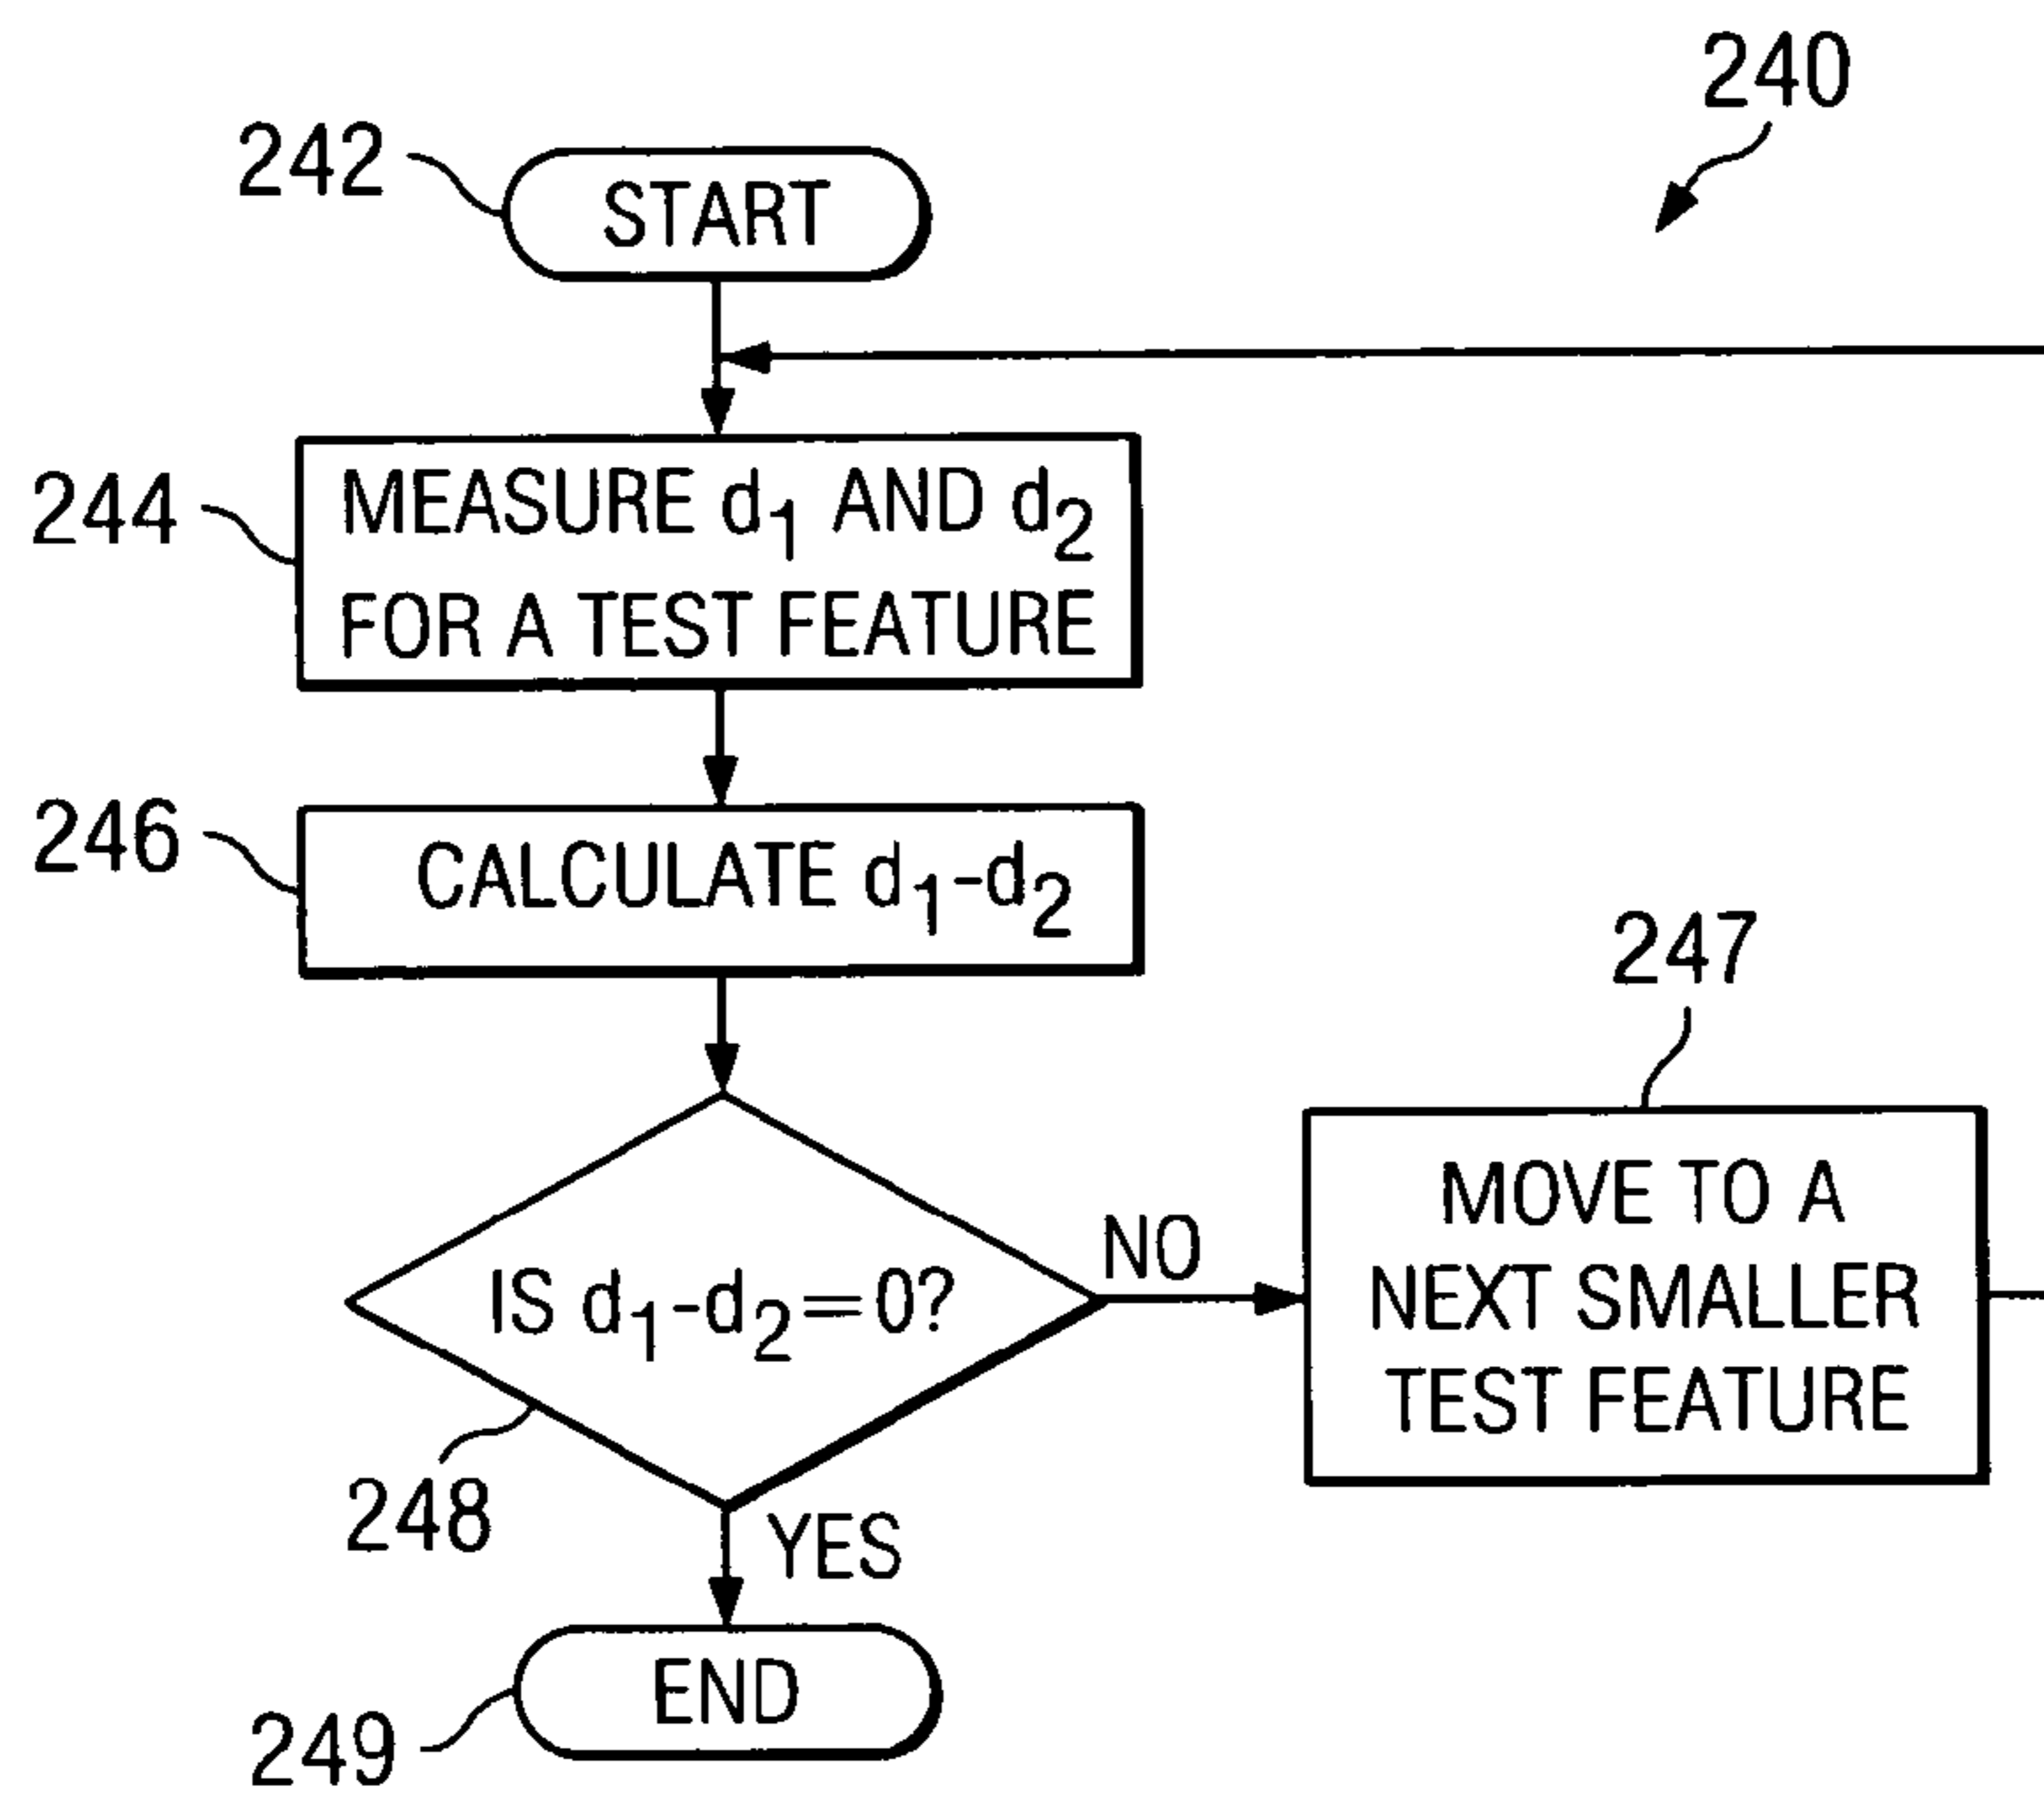 240
242
START
244
MEASURE d₁ AND d₂
FOR A TEST FEATURE
246
CALCULATE d₁-d₂
247
MOVE TO A
NEXT SMALLER
TEST FEATURE
NO
IS d₁-d₂=0?
248
YES
END
249